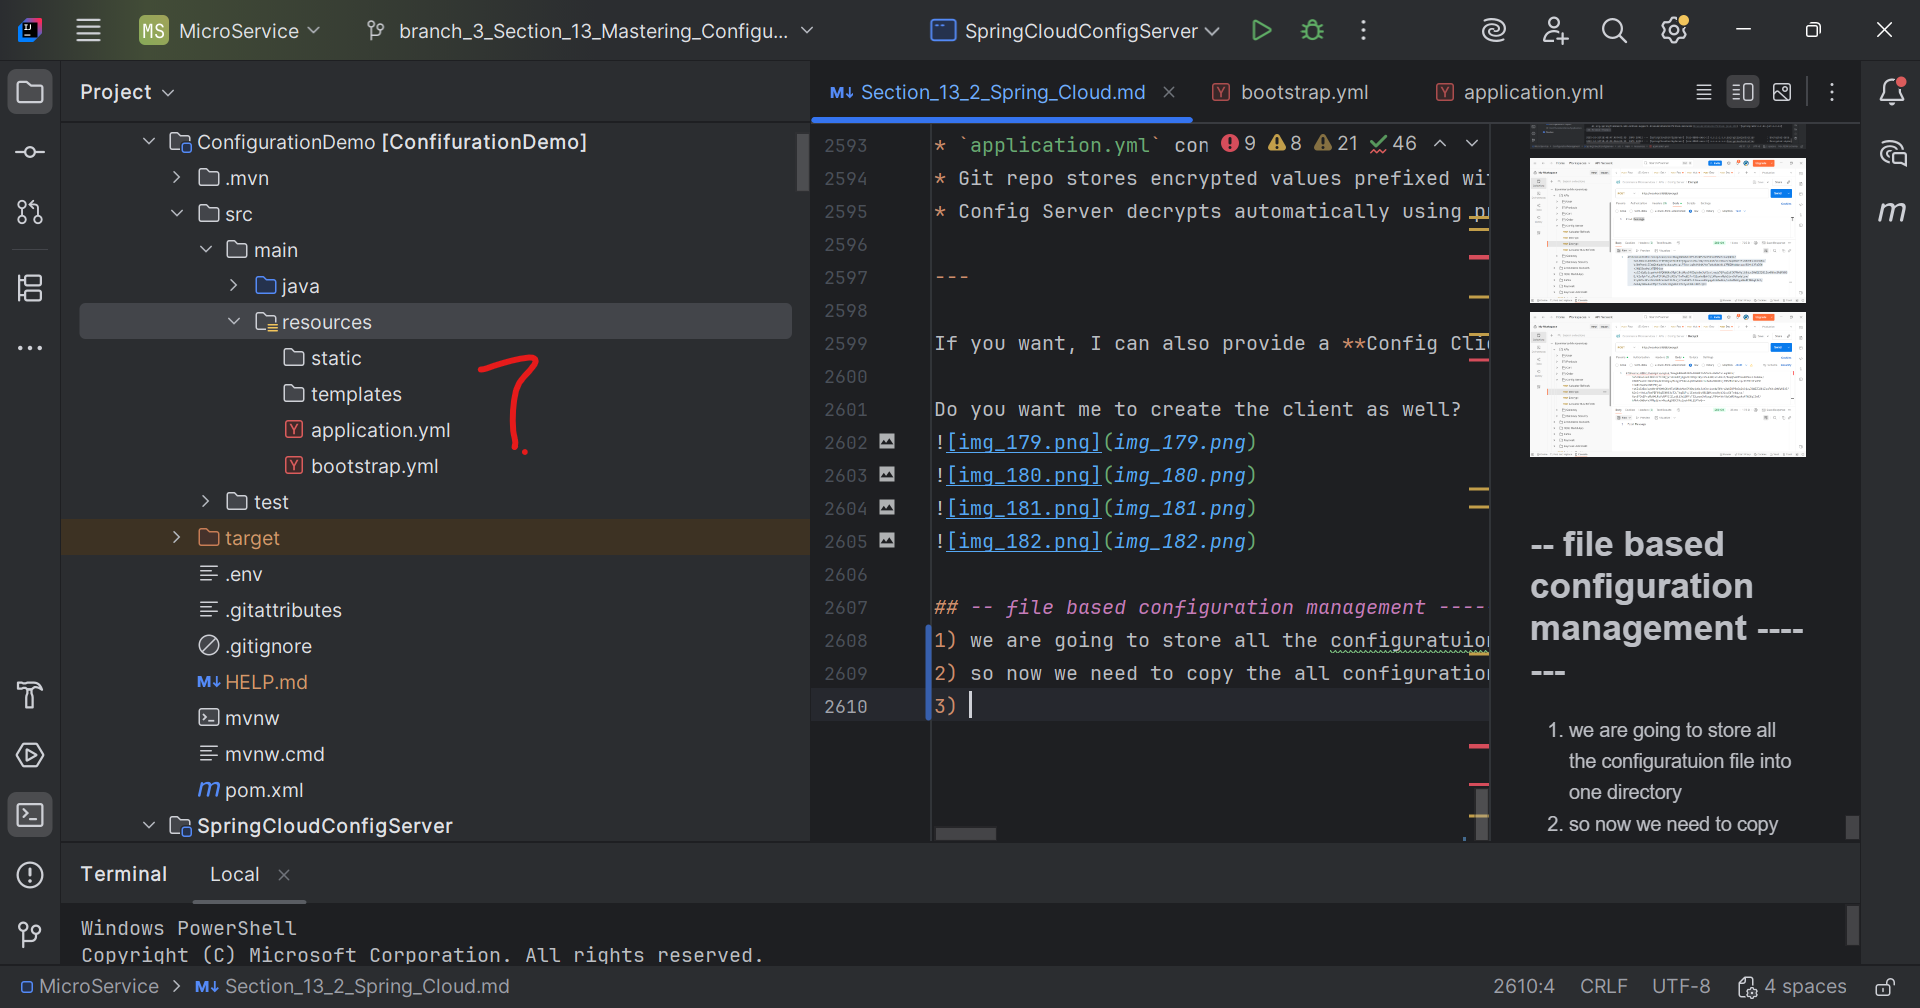 MS MicroService branch_3_Section_13_Mastering_Configu... SpringCloudConfigServer
Project
Section_13_2_Spring_Cloud.md bootstrap.yml application.yml
ConfigurationDemo [ConfifurationDemo]
.mvn
src
main
java
resources
static
templates
application.yml
bootstrap.yml
test
target
.env
.gitattributes
.gitignore
HELP.md
mvnw
mvnw.cmd
pom.xml
SpringCloudConfigServer
?
9 8 21 46
2593 * `application.yml` con
2594 * Git repo stores encrypted values prefixed wi
2595 * Config Server decrypts automatically using p
2596
2597 ---
2598
2599 If you want, I can also provide a **Config Cli
2600
2601 Do you want me to create the client as well?
2602 ![img_179.png](img_179.png)
2603 ![img_180.png](img_180.png)
2604 ![img_181.png](img_181.png)
2605 ![img_182.png](img_182.png)
2606
2607 ## -- file based configuration management ----
2608 1) we are going to store all the configuratuion
2609 2) so now we need to copy the all configuration
2610 3)
-- file based
configuration
management ----
---
1. we are going to store all
the configuratuion file into
one directory
2. so now we need to copy
Terminal Local
Windows PowerShell
Copyright (C) Microsoft Corporation. All rights reserved.
MicroService > Section_13_2_Spring_Cloud.md 2610:4 CRLF UTF-8 4 spaces